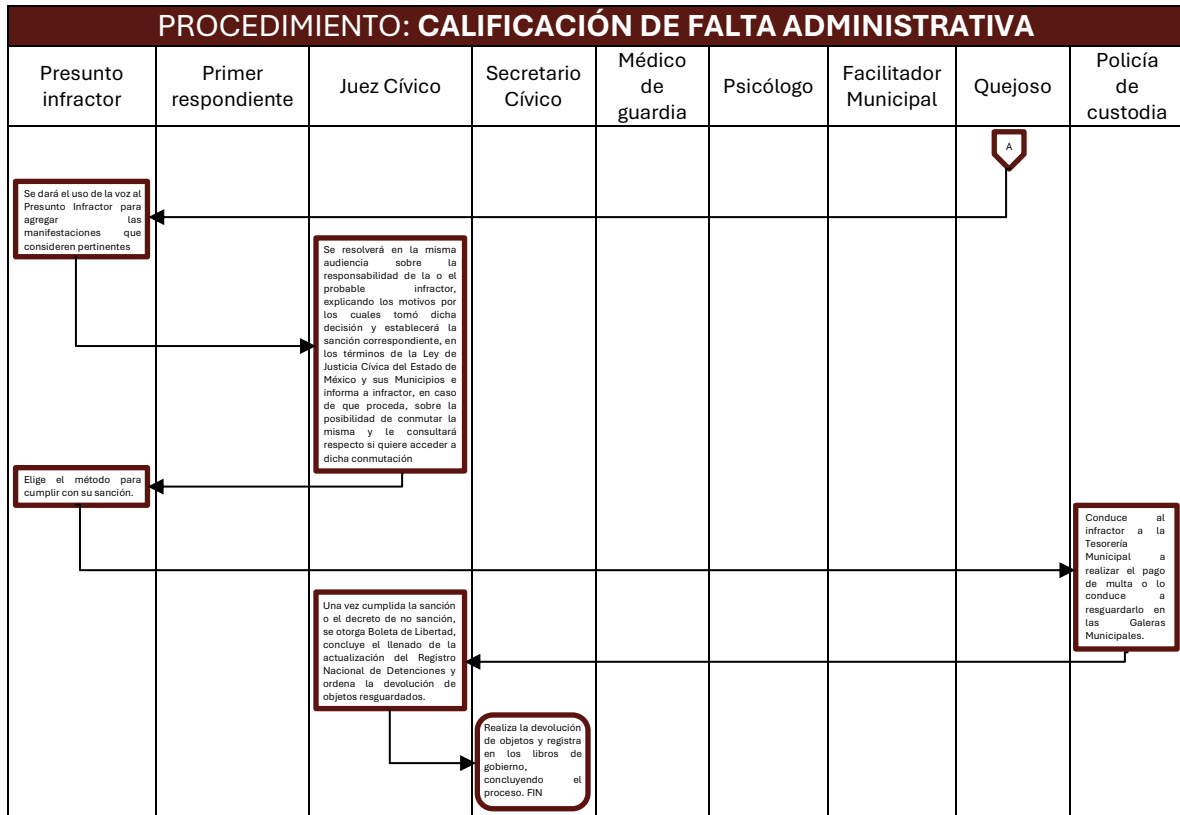 PROCEDIMIENTO: CALIFICACIÓN DE FALTA ADMINISTRATIVA
Presunto
infractor
Primer
respondiente
Juez Cívico
Secretario
Cívico
Médico
de
guardia
Psicólogo
Facilitador
Municipal
Quejoso
Policía
de
custodia
A
Se dará el uso de la voz al
Presunto Infractor para
agregar las
manifestaciones que
consideren pertinentes
Se resolverá en la misma
audiencia sobre la
responsabilidad de la o el
probable infractor,
explicando los motivos por
los cuales tomó dicha
decisión y establecerá la
sanción correspondiente, en
los términos de la Ley de
Justicia Cívica del Estado de
México y sus Municipios e
informa a infractor, en caso
de que proceda, sobre la
posibilidad de conmutar la
misma y le consultará
respecto si quiere acceder a
dicha conmutación
Elige el método para
cumplir con su sanción.
Conduce al
infractor a la
Tesorería
Municipal a
realizar el pago
de multa o lo
conduce a
resguardarlo en
las Galeras
Municipales.
Una vez cumplida la sanción
o el decreto de no sanción,
se otorga Boleta de Libertad,
concluye el llenado de la
actualización del Registro
Nacional de Detenciones y
ordena la devolución de
objetos resguardados.
Realiza la devolución
de objetos y registra
en los libros de
gobierno,
concluyendo el
proceso. FIN